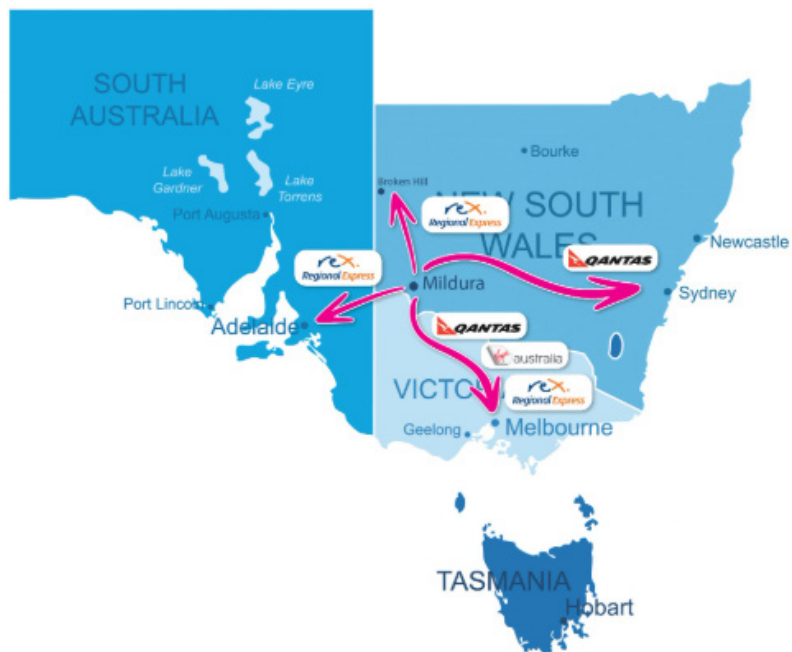 SOUTH
AUSTRALIA
Lake Eyre
Lake
Gardner
Lake
Torrens
Port Augusta
Broken Hill
Bourke
NEW SOUTH
WALES
rex.
Regional Express
QANTAS
Newcastle
rex.
Regional Express
Mildura
Sydney
Port Lincoln
Adelaide
QANTAS
australia
VICTO
rex.
Regional Express
Geelong
Melbourne
TASMANIA
Hobart